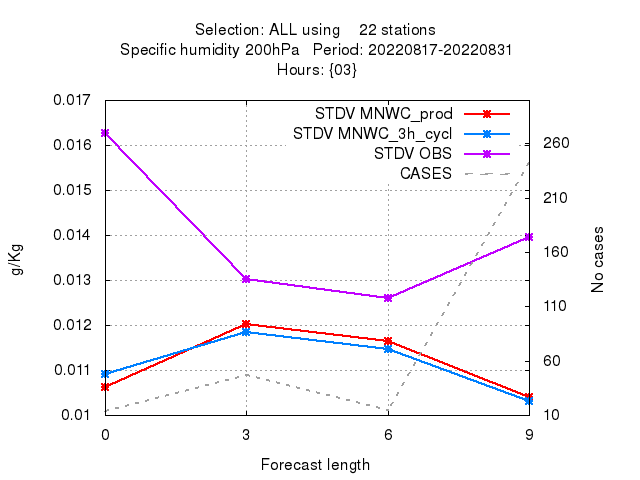 Selection: ALL using 22 stations
Specific humidity 200hPa Period: 20220817-20220831
Hours: {03}
STDV MNWC_prod
STDV MNWC_3h_cycl
STDV OBS
CASES
0.017
0.016
0.015
0.014
0.013
0.012
0.011
0.01
g/Kg
260
210
160
110
60
10
No cases
0 3 6 9
Forecast length